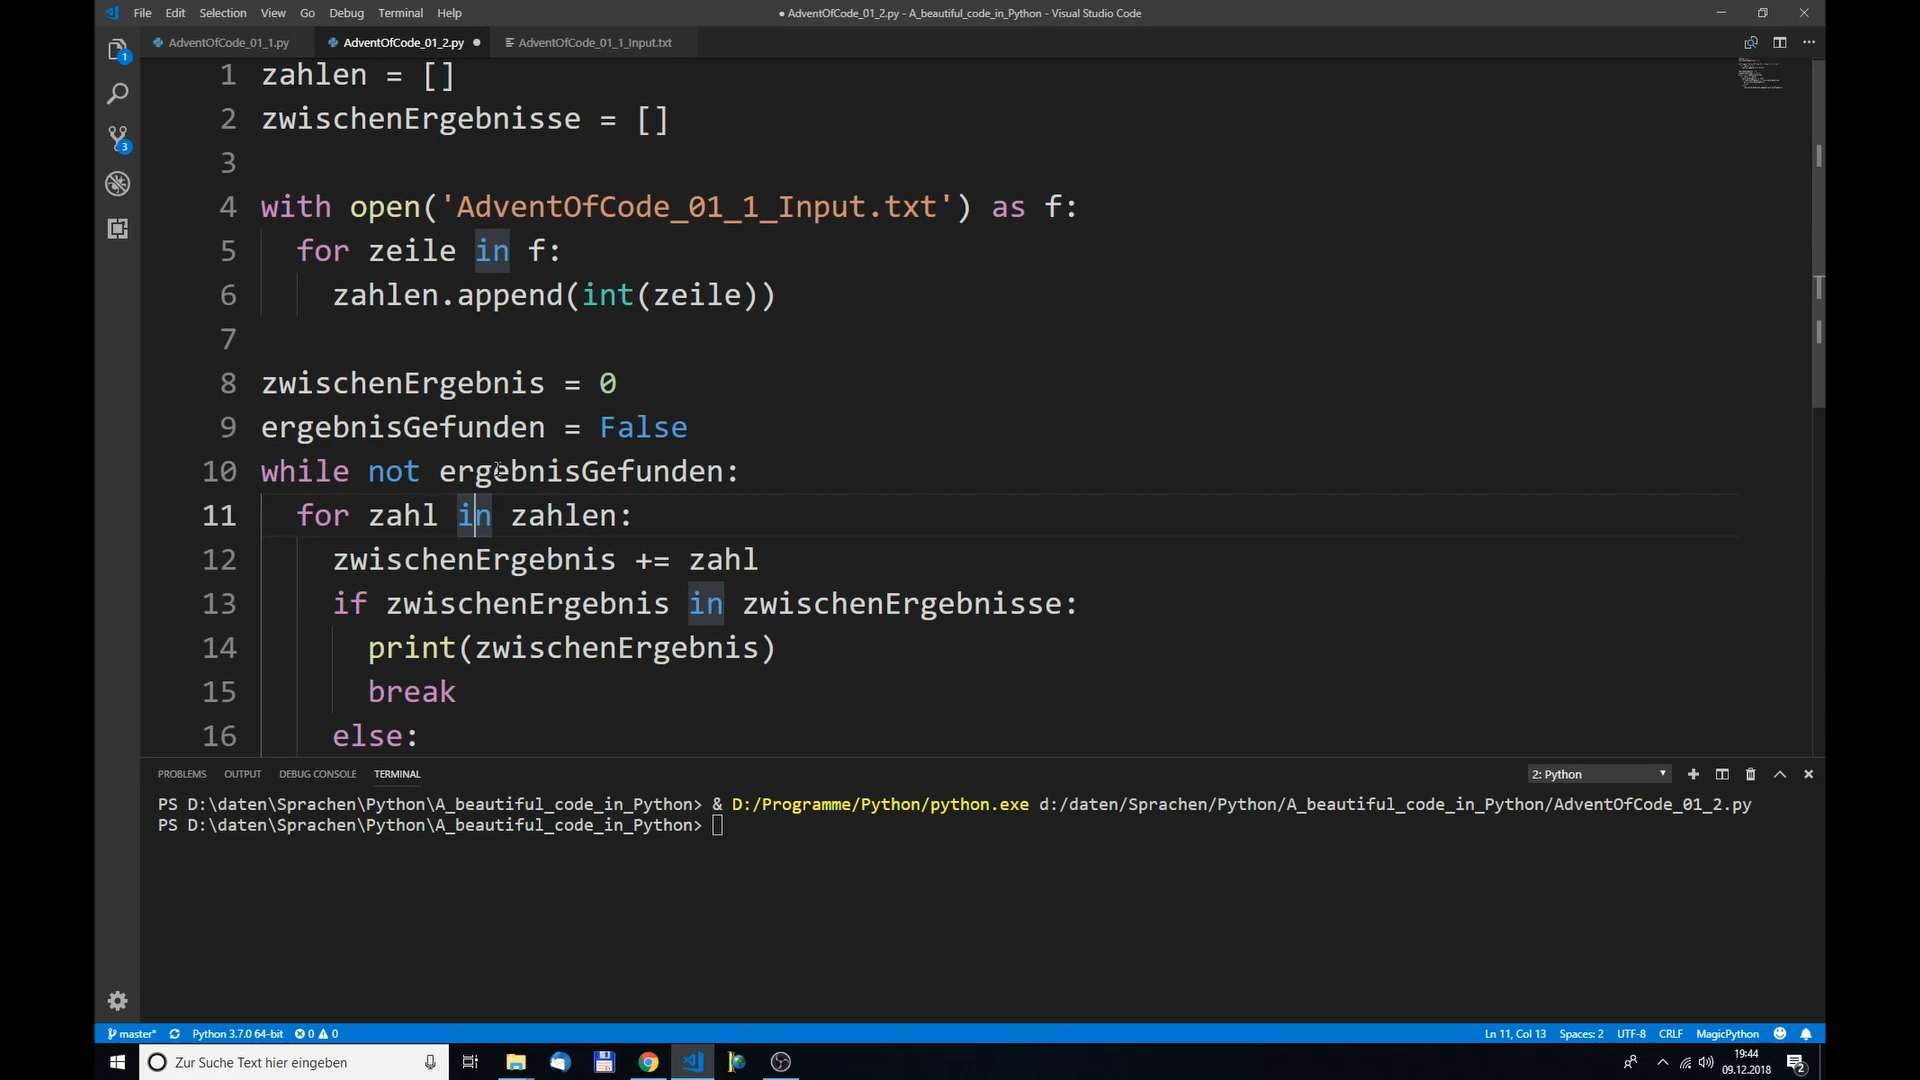 File Edit Selection View Go Debug Terminal Help
● AdventOfCode_01_2.py - A_beautiful_code_in_Python - Visual Studio Code
AdventOfCode_01_1.py AdventOfCode_01_2.py ● AdventOfCode_01_1_Input.txt
1 zahlen = []
2 zwischenErgebnisse = []
3
4 with open('AdventOfCode_01_1_Input.txt') as f:
5 for zeile in f:
6 zahlen.append(int(zeile))
7
8 zwischenErgebnis = 0
9 ergebnisGefunden = False
10 while not ergebnisGefunden:
11 for zahl in zahlen:
12 zwischenErgebnis += zahl
13 if zwischenErgebnis in zwischenErgebnisse:
14 print(zwischenErgebnis)
15 break
16 else:
1
3
PROBLEMS OUTPUT DEBUG CONSOLE TERMINAL 2: Python
PS D:\daten\Sprachen\Python\A_beautiful_code_in_Python> & D:/Programme/Python/python.exe d:/daten/Sprachen/Python/A_beautiful_code_in_Python/AdventOfCode_01_2.py
PS D:\daten\Sprachen\Python\A_beautiful_code_in_Python>
master* Python 3.7.0 64-bit 0 0 Ln 11, Col 13 Spaces: 2 UTF-8 CRLF MagicPython
Zur Suche Text hier eingeben
19:44
09.12.2018
2